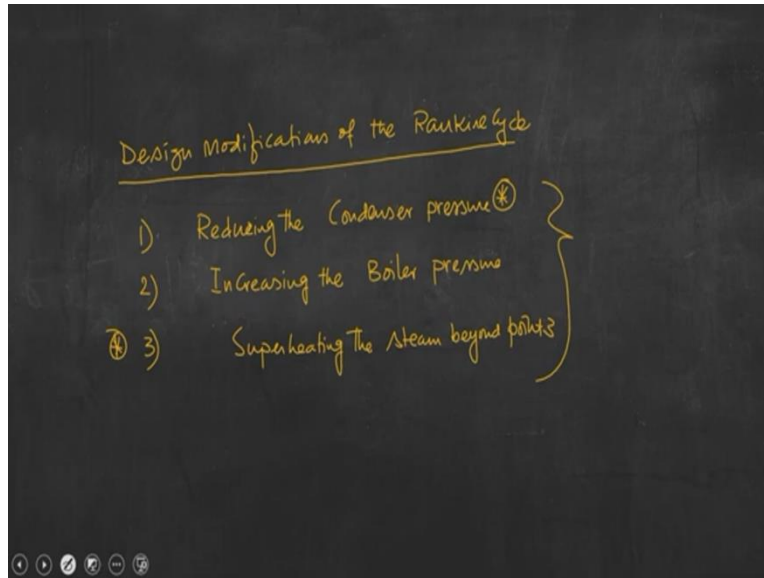 Design Modifications of the Rankine Cycle
1) Reducing the Condenser pressure *
2) Increasing the Boiler pressure
* 3) Superheating the steam beyond point 3